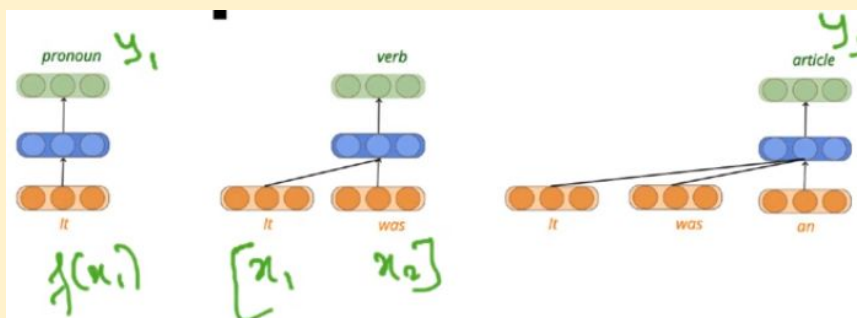 pronoun y₁ verb article y
It It was It was an
f(x₁) [x₁ x₂]